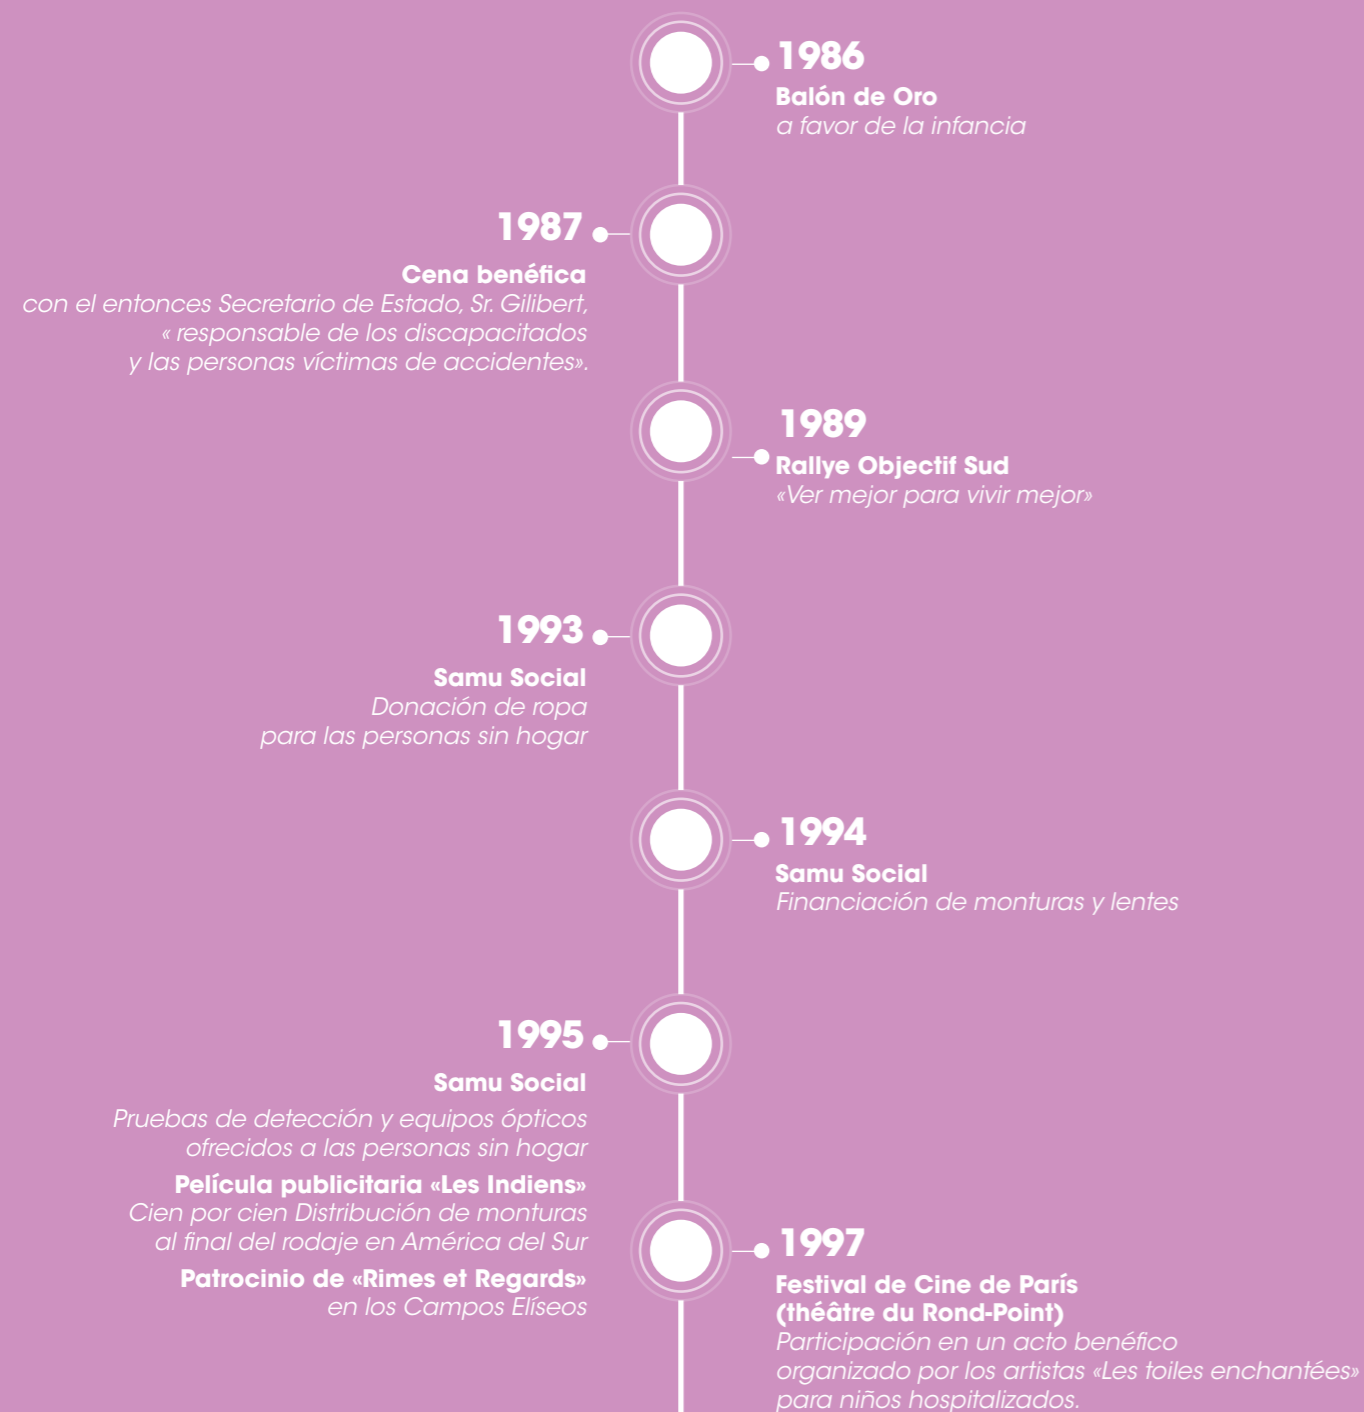 1986
Balón de Oro
a favor de la infancia
1987
Cena benéfica
con el entonces Secretario de Estado, Sr. Gilibert,
« responsable de los discapacitados
y las personas víctimas de accidentes».
1989
Rallye Objectif Sud
«Ver mejor para vivir mejor»
1993
Samu Social
Donación de ropa
para las personas sin hogar
1994
Samu Social
Financiación de monturas y lentes
1995
Samu Social
Pruebas de detección y equipos ópticos
ofrecidos a las personas sin hogar
Película publicitaria «Les Indiens»
Cien por cien Distribución de monturas
al final del rodaje en América del Sur
Patrocinio de «Rimes et Regards»
en los Campos Elíseos
1997
Festival de Cine de París
(théâtre du Rond-Point)
Participación en un acto benéfico
organizado por los artistas «Les toiles enchantées»
para niños hospitalizados.